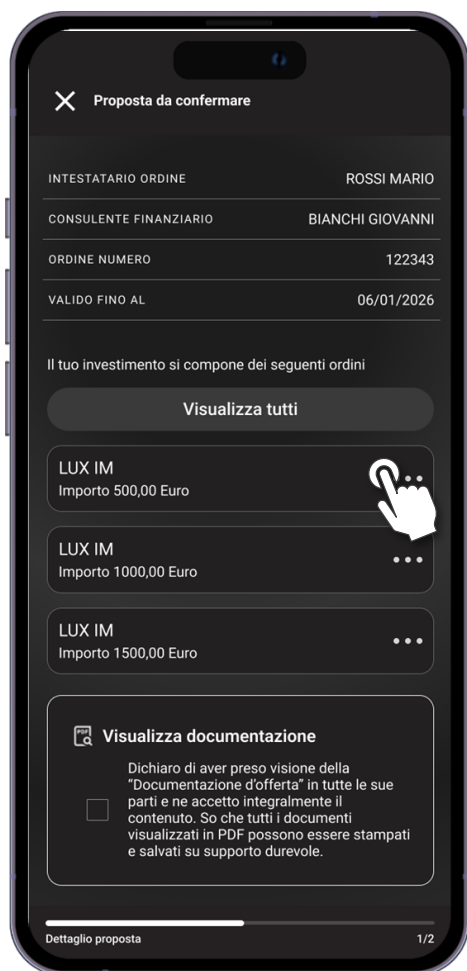 Proposta da confermare
INTESTATARIO ORDINE ROSSI MARIO
CONSULENTE FINANZIARIO BIANCHI GIOVANNI
ORDINE NUMERO 122343
VALIDO FINO AL 06/01/2026
Il tuo investimento si compone dei seguenti ordini
Visualizza tutti
LUX IM
Importo 500,00 Euro
LUX IM
Importo 1000,00 Euro
LUX IM
Importo 1500,00 Euro
PDF
Visualizza documentazione
Dichiaro di aver preso visione della
“Documentazione d’offerta” in tutte le sue
parti e ne accetto integralmente il
contenuto. So che tutti i documenti
visualizzati in PDF possono essere stampati
e salvati su supporto durevole.
Dettaglio proposta 1/2